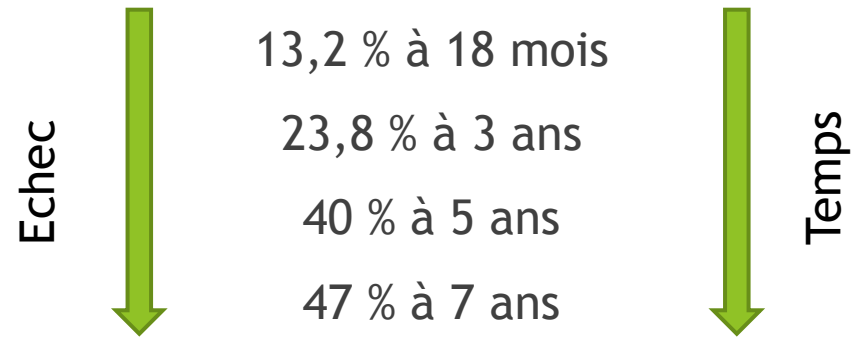 Echec
13,2 % à 18 mois
23,8 % à 3 ans
40 % à 5 ans
47 % à 7 ans
Temps